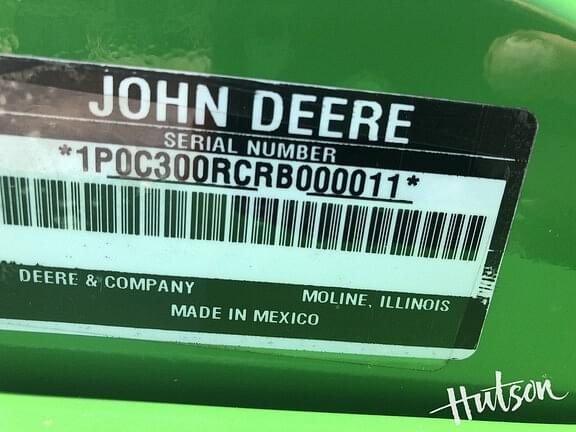 JOHN DEERE
SERIAL NUMBER
*1P0C300RCRB000011*
DEERE & COMPANY
MOLINE, ILLINOIS
MADE IN MEXICO
Hutson